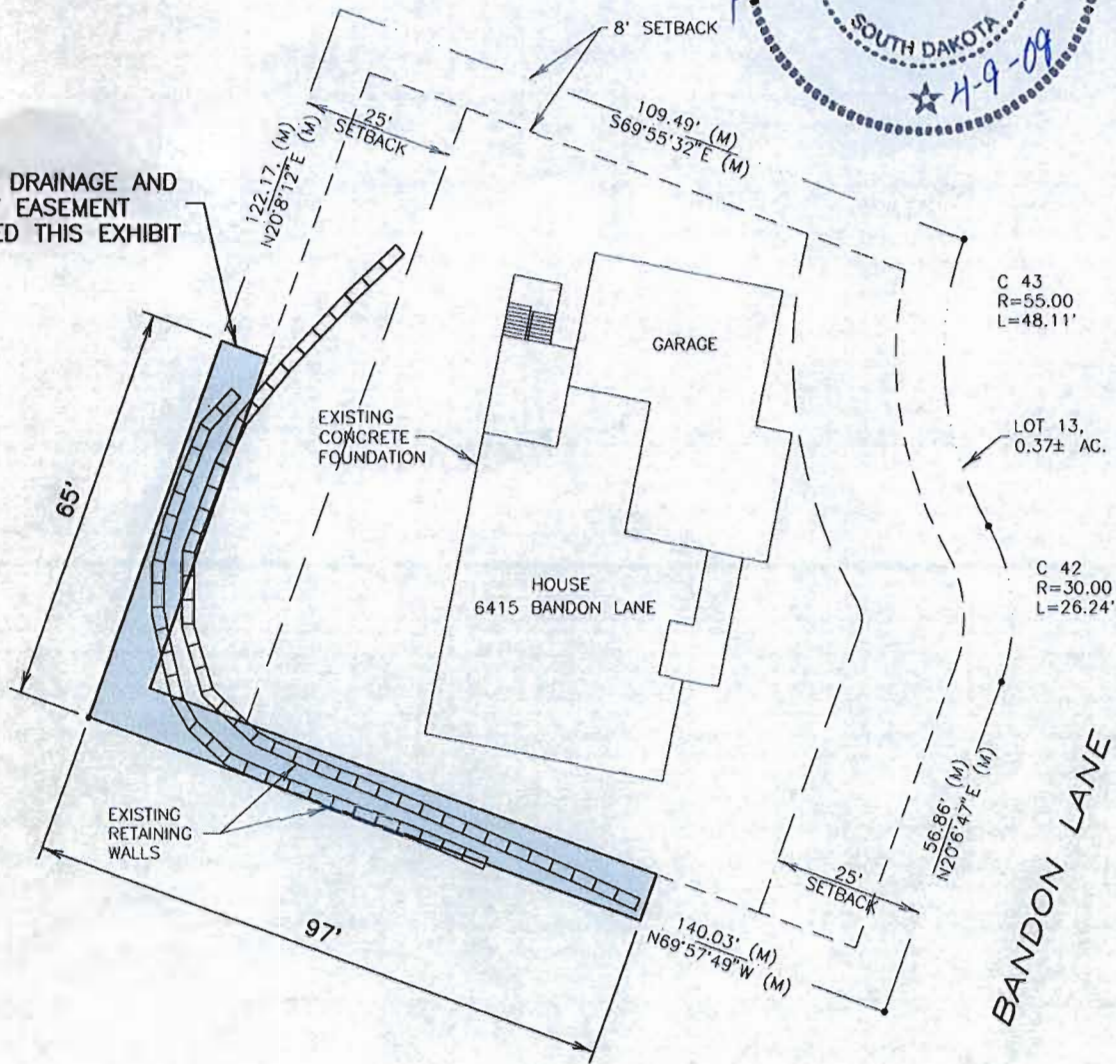 SOUTH DAKOTA
4-9-09
8' SETBACK
109.49' (M)
S69°55'32"E (M)
25'
SETBACK
122.17' (M)
N20°8'12"E (M)
DRAINAGE AND
EASEMENT
THIS EXHIBIT
C 43
R=55.00
L=48.11'
GARAGE
LOT 13,
0.37± AC.
EXISTING
CONCRETE
FOUNDATION
65'
HOUSE
6415 BANDON LANE
C 42
R=30.00
L=26.24'
EXISTING
RETAINING
WALLS
56.86' (M)
N20°6'47"E (M)
25'
SETBACK
97'
140.03' (M)
N69°57'49"W (M)
BANDON LANE